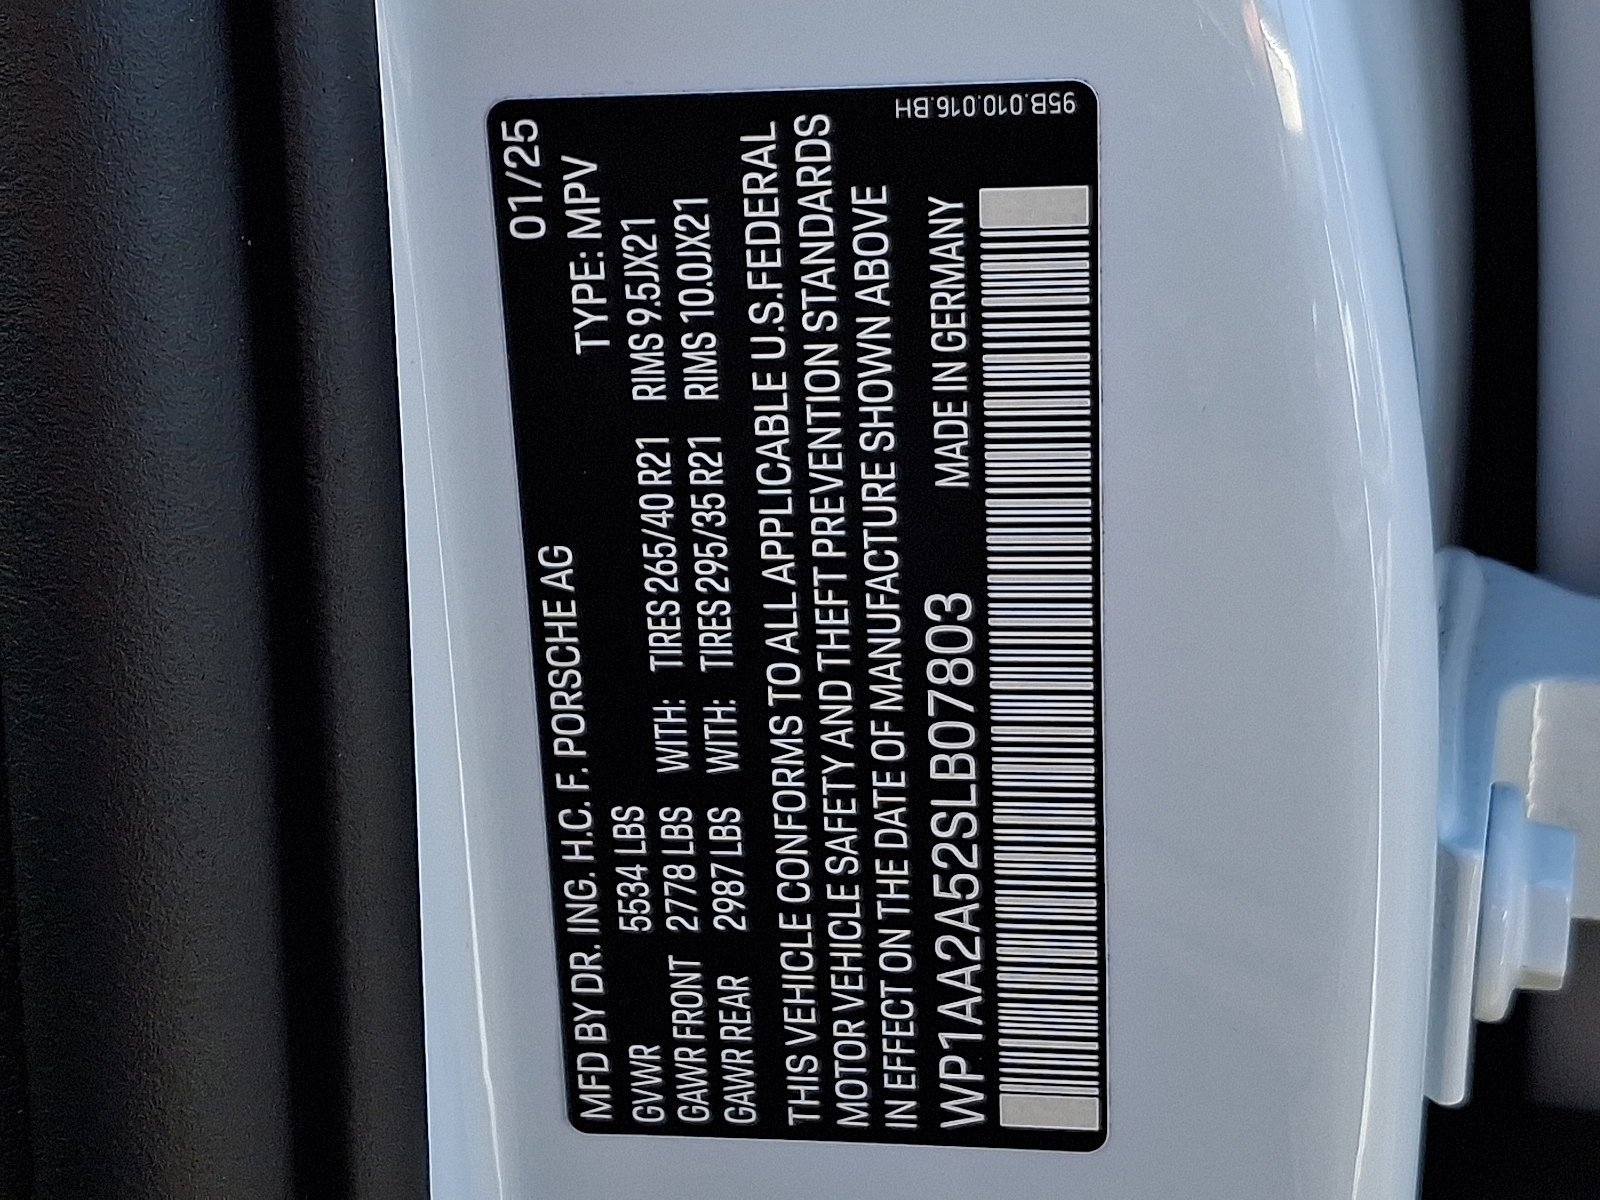 01/25
MFD BY DR. ING. H.C. F. PORSCHE AG
TYPE: MPV
GVWR 5534 LBS WITH: TIRES 265/40 R21 RIMS 9.5JX21
GAWR FRONT 2778 LBS WITH: TIRES 295/35 R21 RIMS 10.0JX21
GAWR REAR 2987 LBS
THIS VEHICLE CONFORMS TO ALL APPLICABLE U.S.FEDERAL
MOTOR VEHICLE SAFETY AND THEFT PREVENTION STANDARDS
IN EFFECT ON THE DATE OF MANUFACTURE SHOWN ABOVE
WP1AA2A52SLB07803 MADE IN GERMANY
95B.010.016.BH